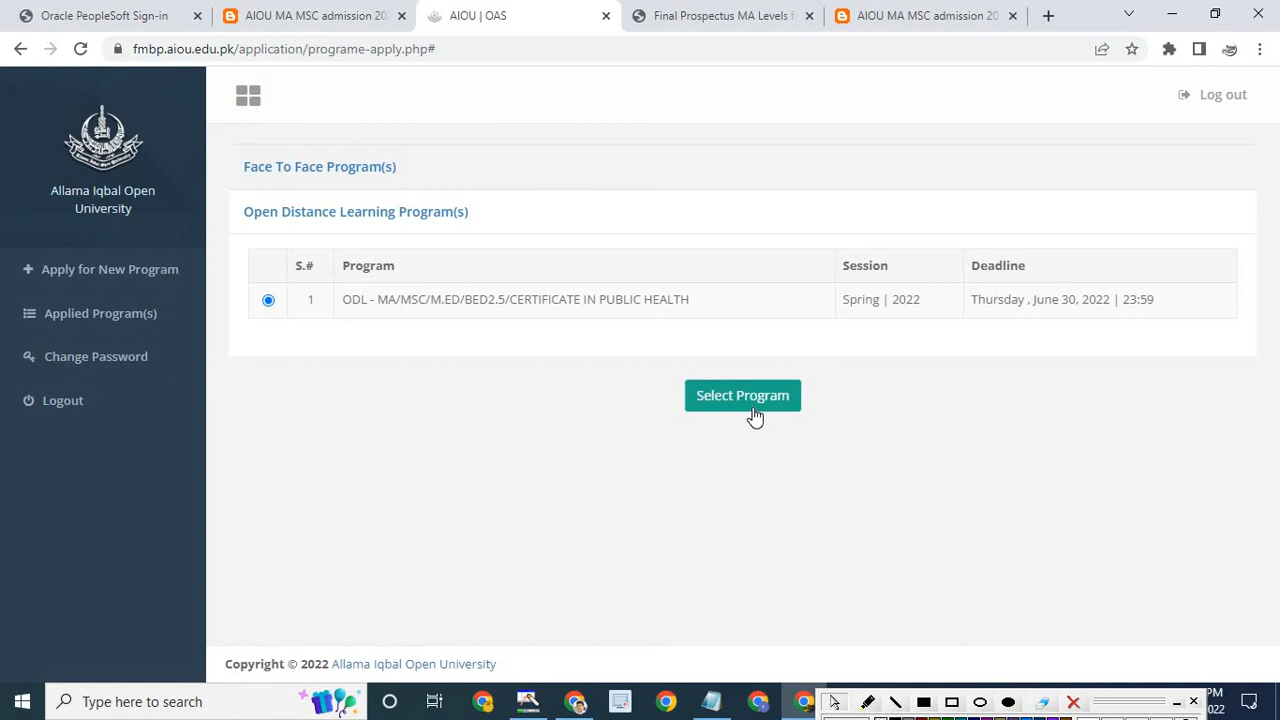 Oracle PeopleSoft Sign-in
AIOU MA MSC admission 202
AIOU | OAS
Final Prospectus MA Levels f
AIOU MA MSC admission 202
fmbp.aiou.edu.pk/application/programe-apply.php#
Allama Iqbal Open
University
Apply for New Program
Applied Program(s)
Change Password
Logout
Log out
Face To Face Program(s)
Open Distance Learning Program(s)
S.# Program Session Deadline
1 ODL - MA/MSC/M.ED/BED2.5/CERTIFICATE IN PUBLIC HEALTH Spring | 2022 Thursday , June 30, 2022 | 23:59
Select Program
Copyright © 2022 Allama Iqbal Open University
Type here to search
PM